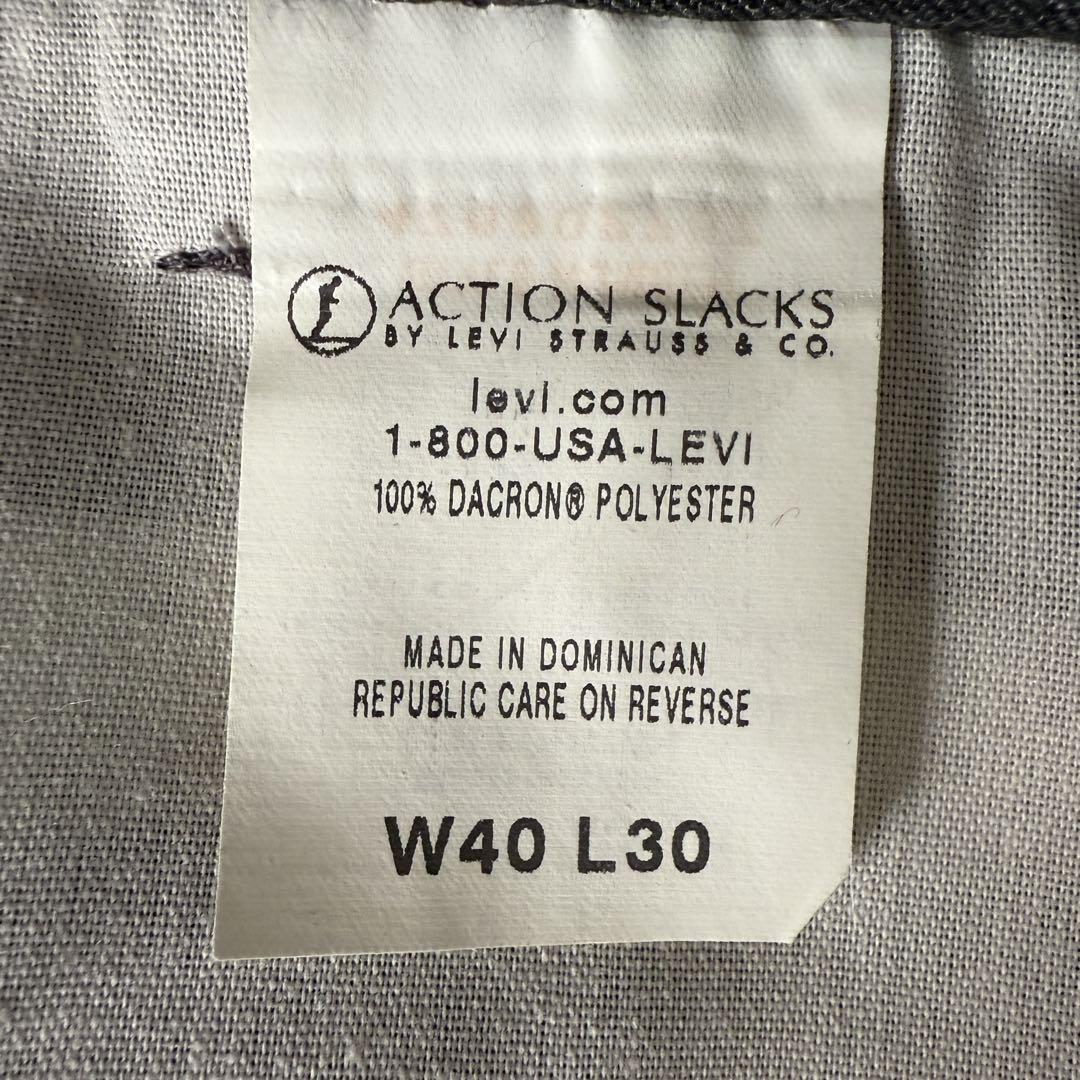 ACTION SLACKS
BY LEVI STRAUSS & CO.
levi.com
1-800-USA-LEVI
100% DACRON® POLYESTER
MADE IN DOMINICAN
REPUBLIC CARE ON REVERSE
W40 L30